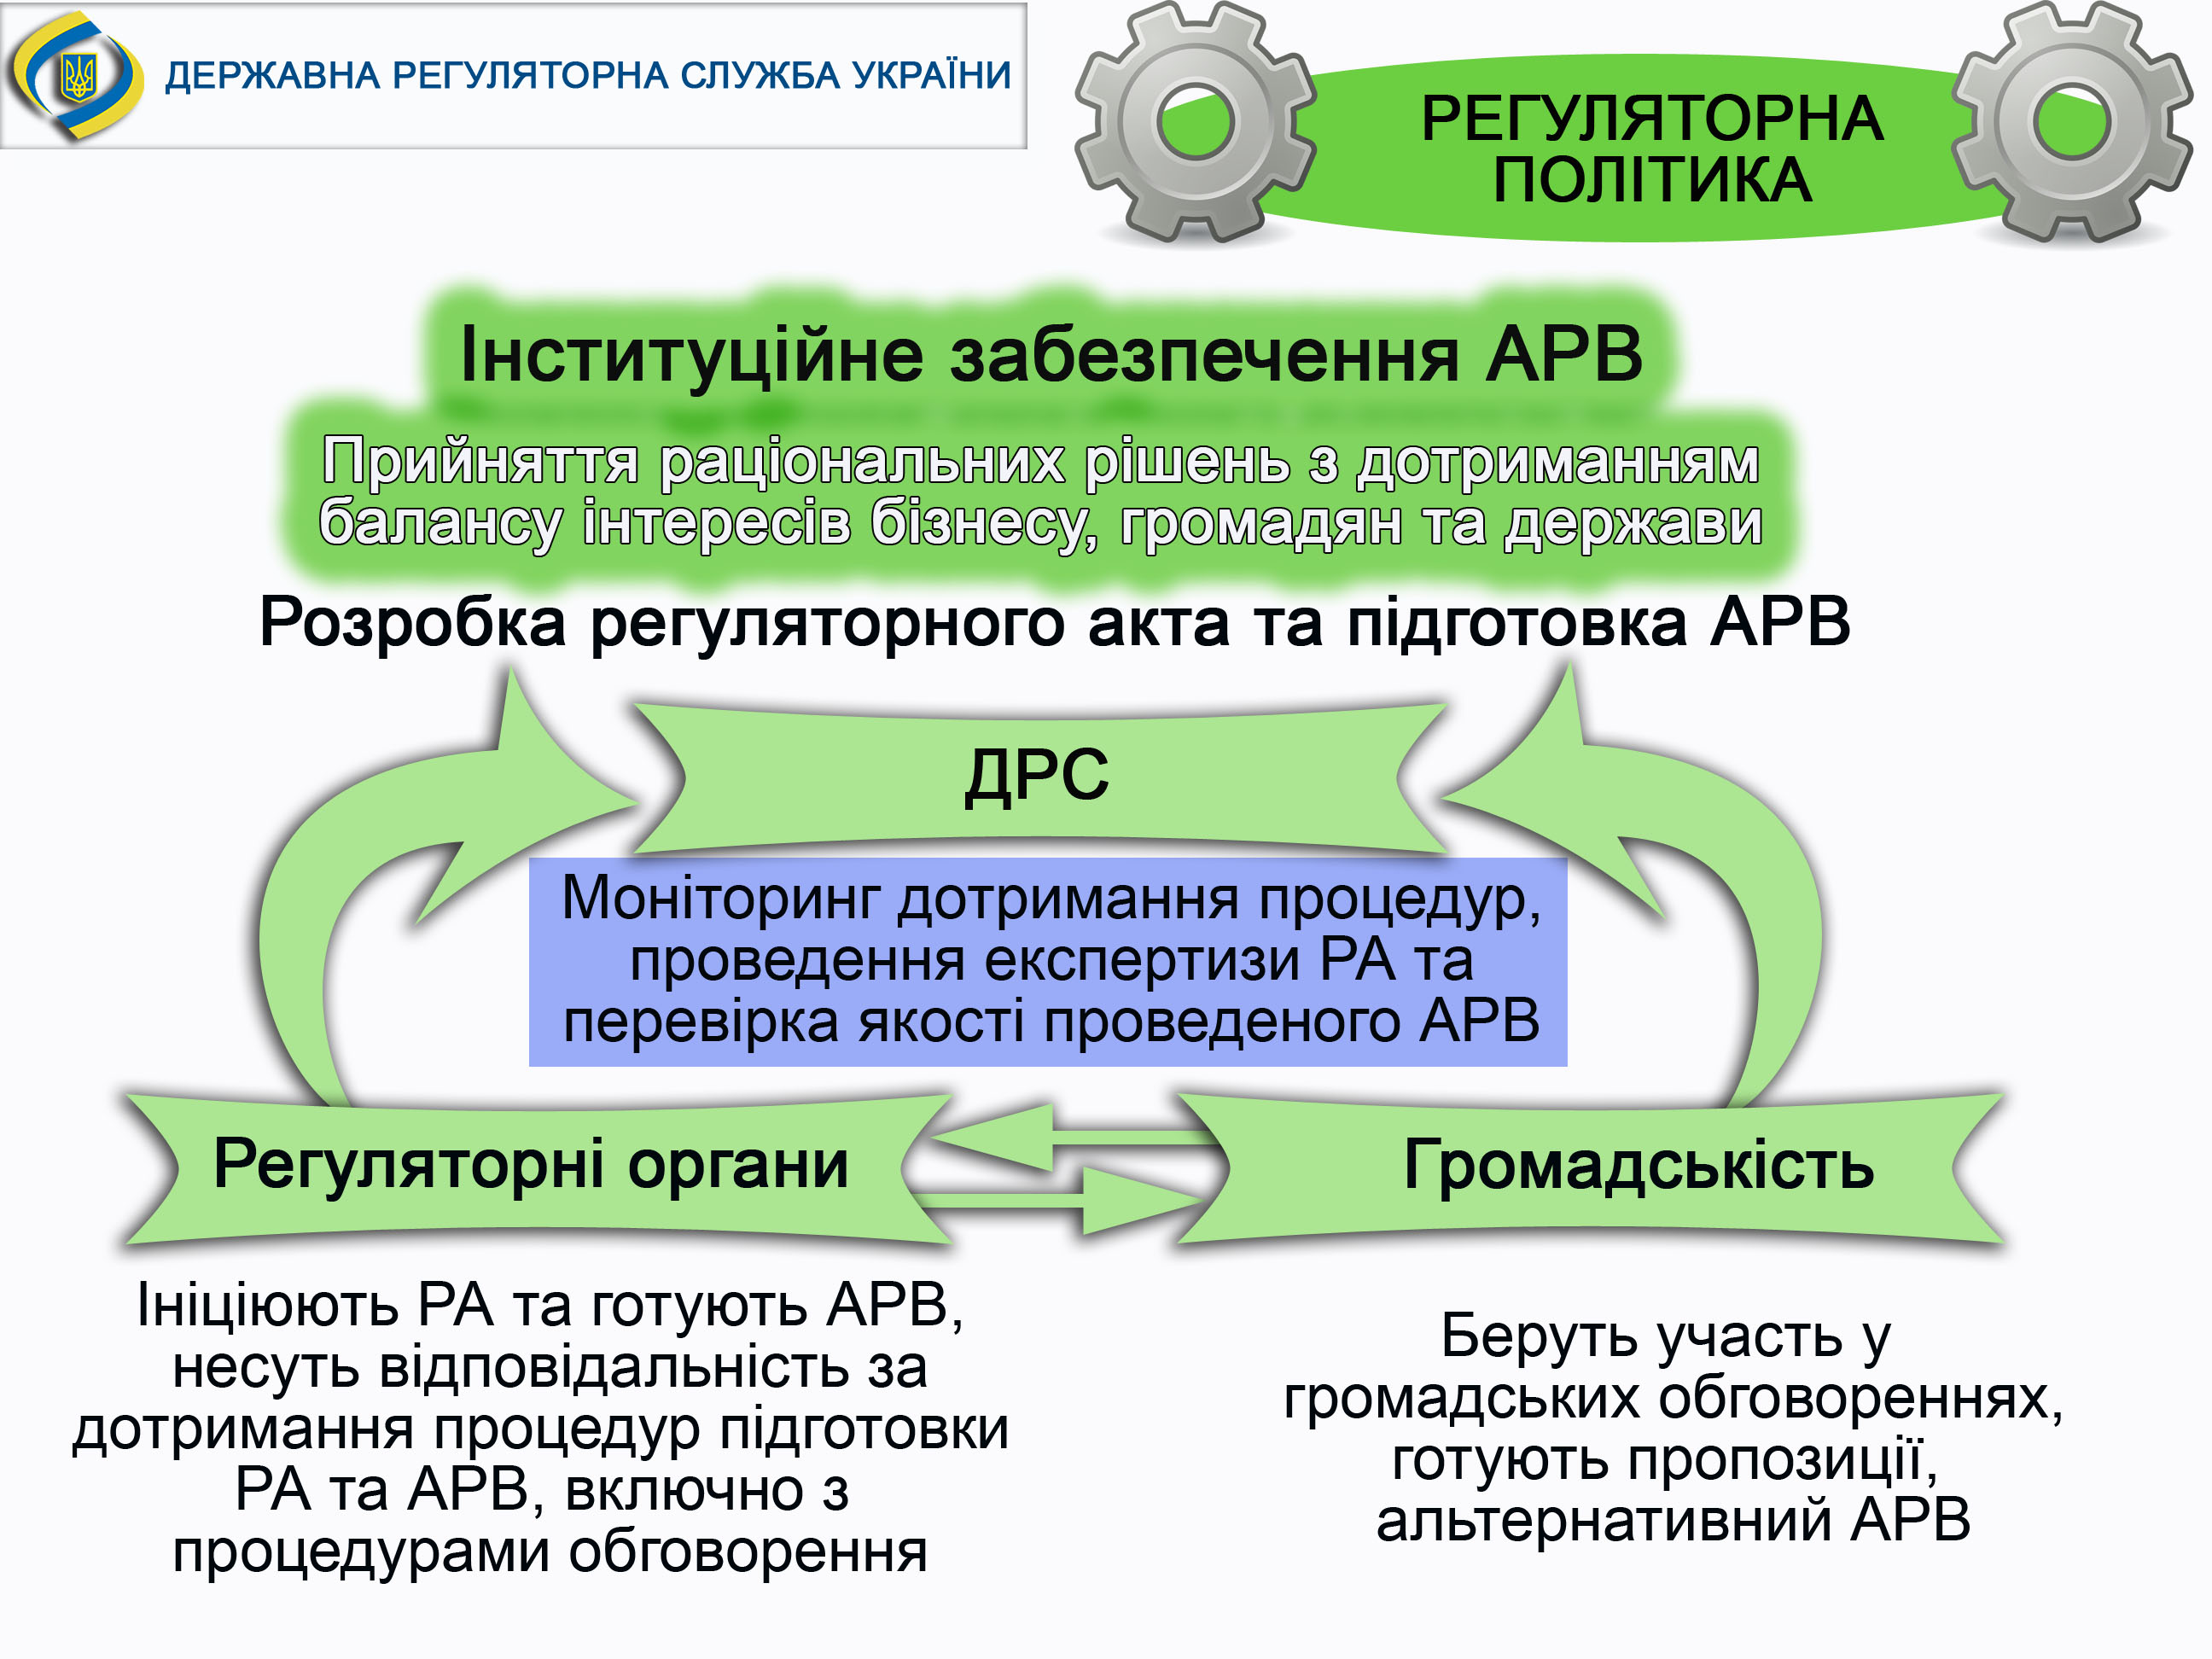 ДЕРЖАВНА РЕГУЛЯТОРНА СЛУЖБА УКРАЇНИ
РЕГУЛЯТОРНА
ПОЛІТИКА
Інституційне забезпечення АРВ
Прийняття раціональних рішень з дотриманням
балансу інтересів бізнесу, громадян та держави
Розробка регуляторного акта та підготовка АРВ
ДРС
Моніторинг дотримання процедур,
проведення експертизи РА та
перевірка якості проведеного АРВ
Регуляторні органи
Громадськість
Ініціюють РА та готують АРВ,
несуть відповідальність за
дотримання процедур підготовки
РА та АРВ, включно з
процедурами обговорення
Беруть участь у
громадських обговореннях,
готують пропозиції,
альтернативний АРВ